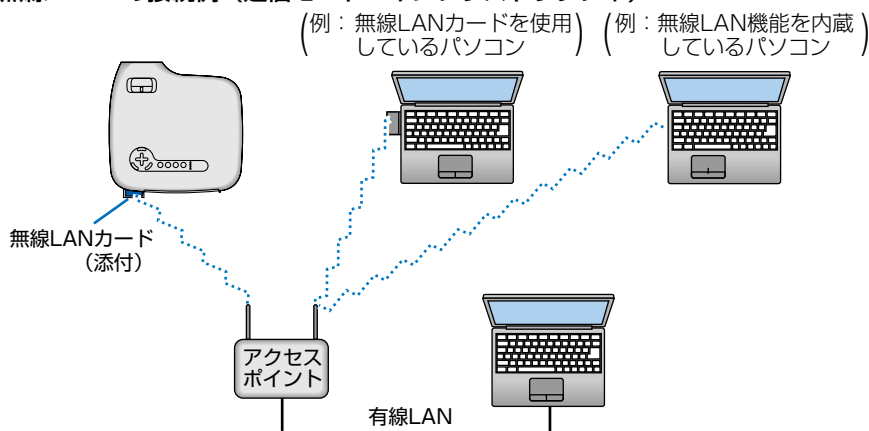 (例：無線LANカードを使用
しているパソコン)
(例：無線LAN機能を内蔵
しているパソコン)
無線LANカード
（添付）
アクセス
ポイント
有線LAN